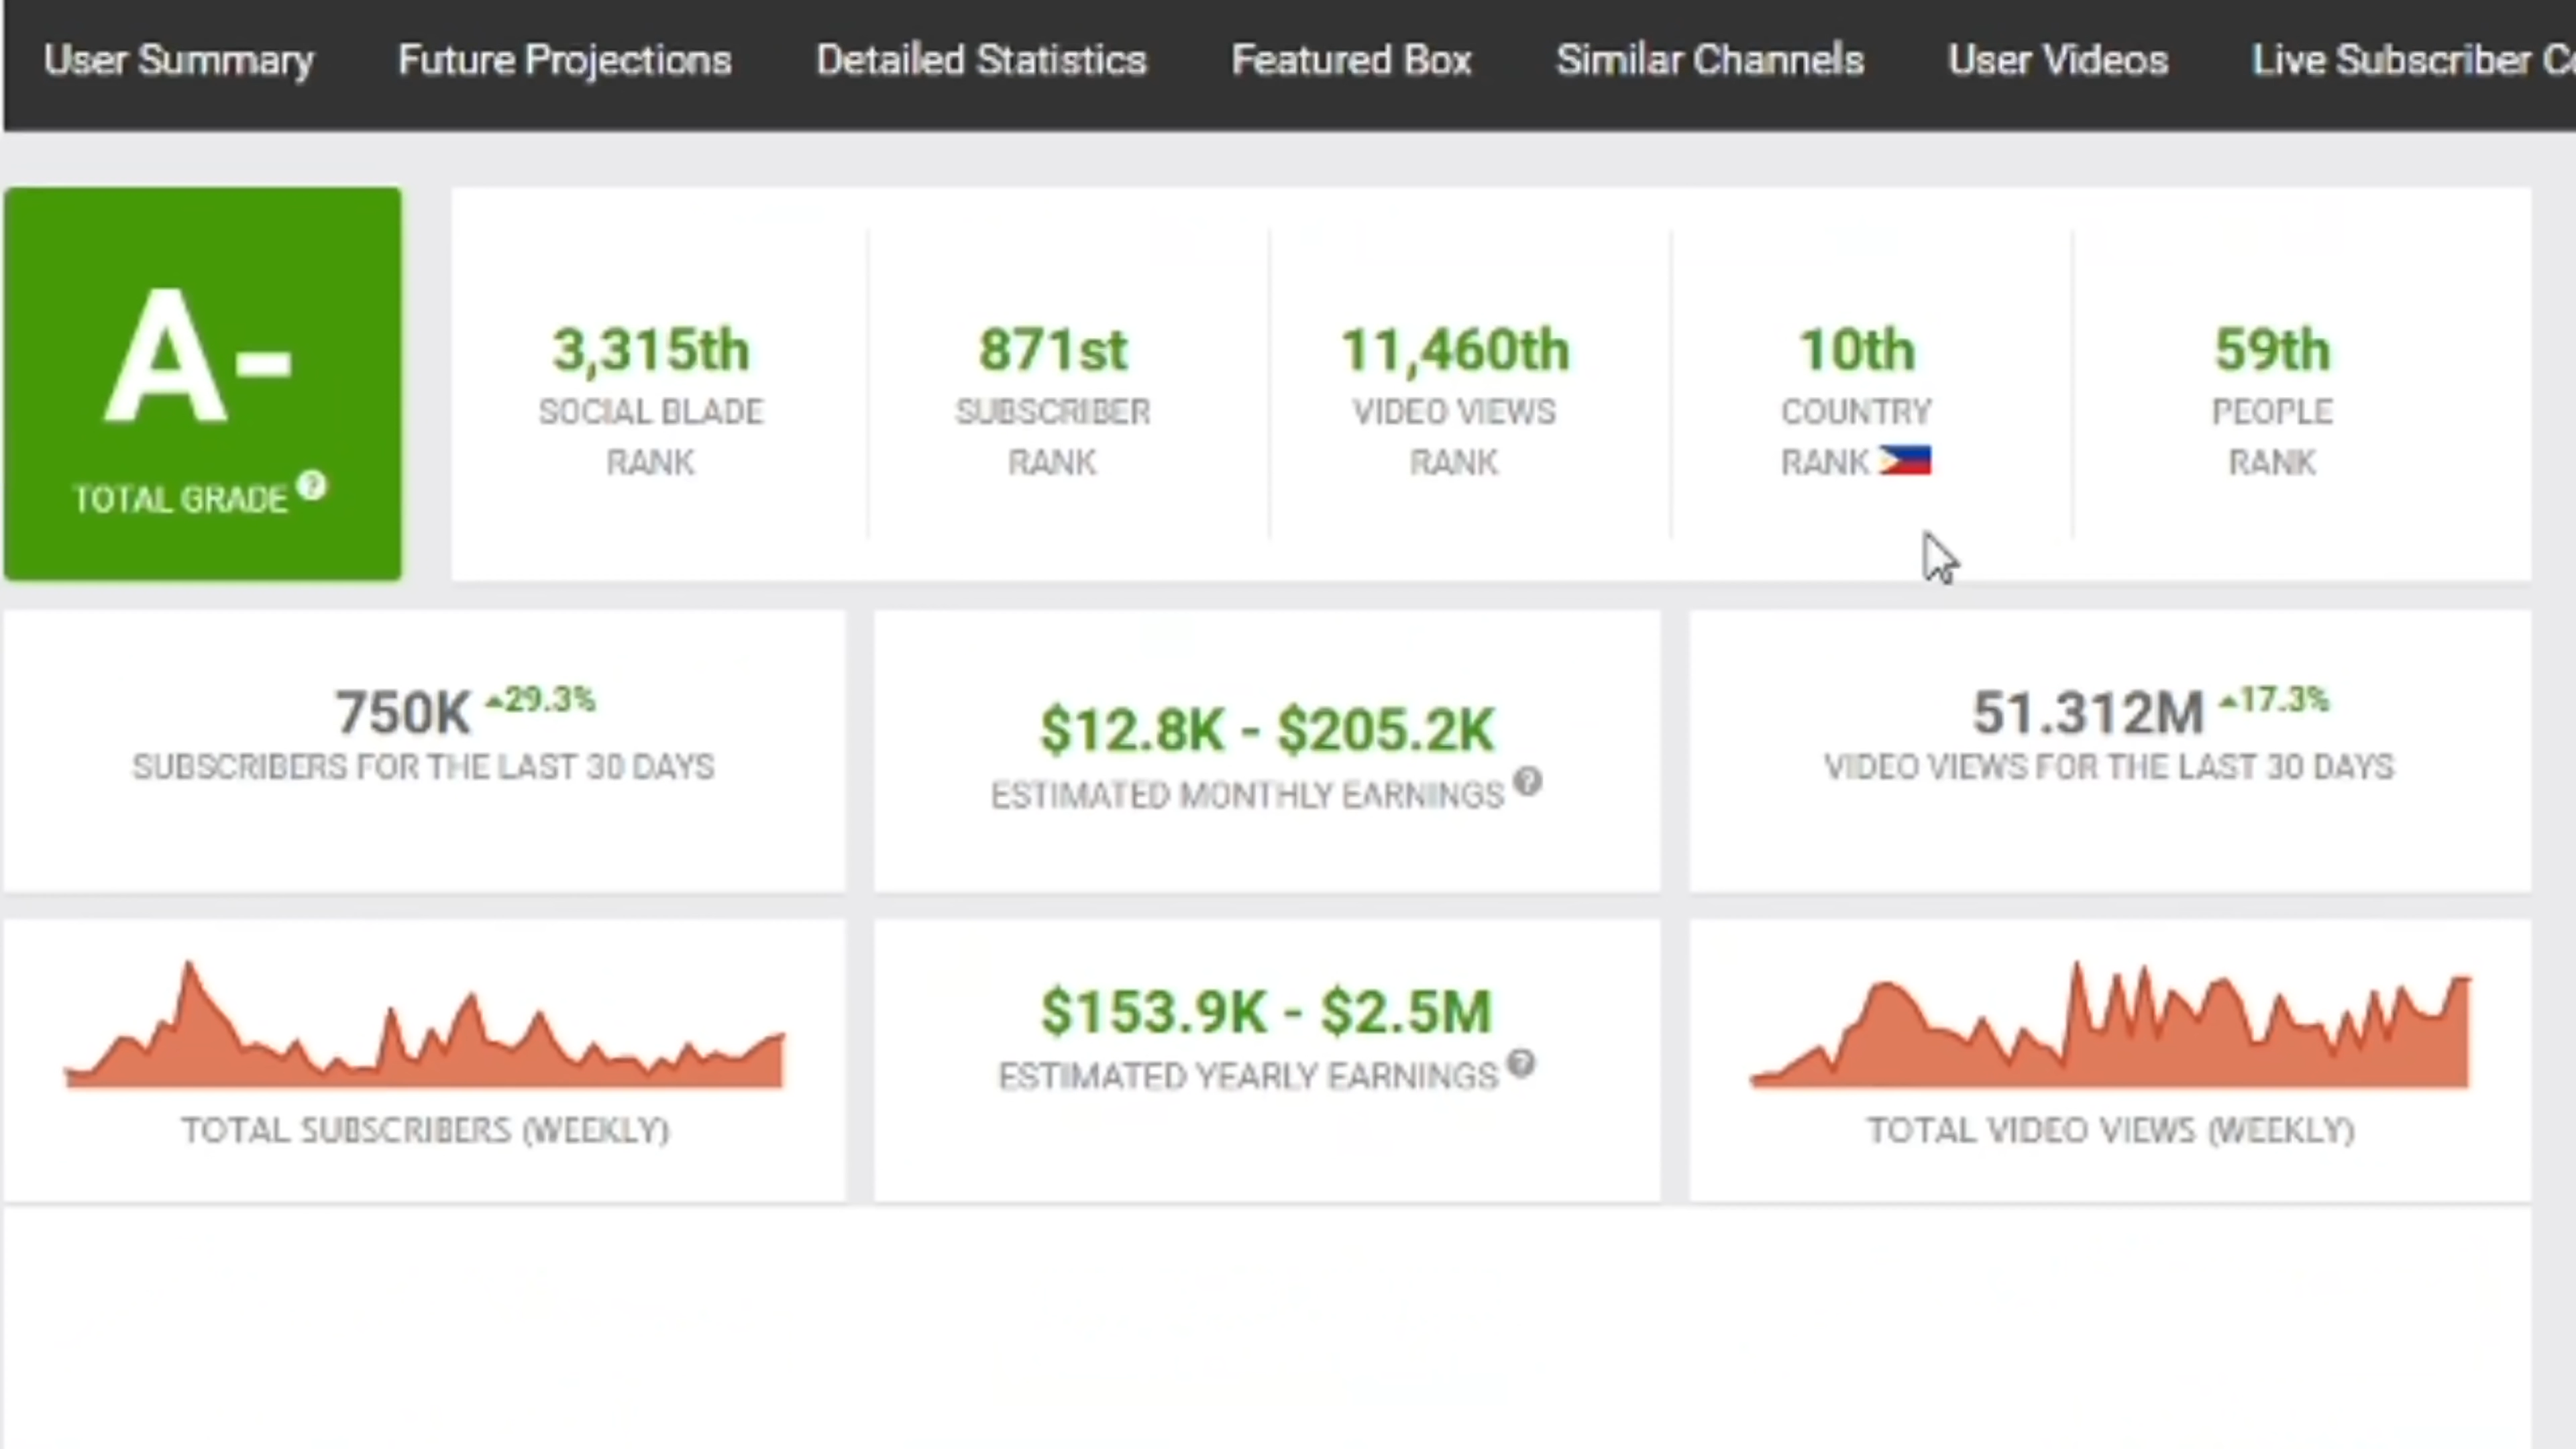 User Summary Future Projections Detailed Statistics Featured Box Similar Channels User Videos Live Subscriber
A-
TOTAL GRADE
3,315th
SOCIAL BLADE
RANK
871st
SUBSCRIBER
RANK
11,460th
VIDEO VIEWS
RANK
10th
COUNTRY
RANK
59th
PEOPLE
RANK
750K 29.3%
SUBSCRIBERS FOR THE LAST 30 DAYS
$12.8K - $205.2K
ESTIMATED MONTHLY EARNINGS
51.312M 17.3%
VIDEO VIEWS FOR THE LAST 30 DAYS
TOTAL SUBSCRIBERS (WEEKLY)
$153.9K - $2.5M
ESTIMATED YEARLY EARNINGS
TOTAL VIDEO VIEWS (WEEKLY)